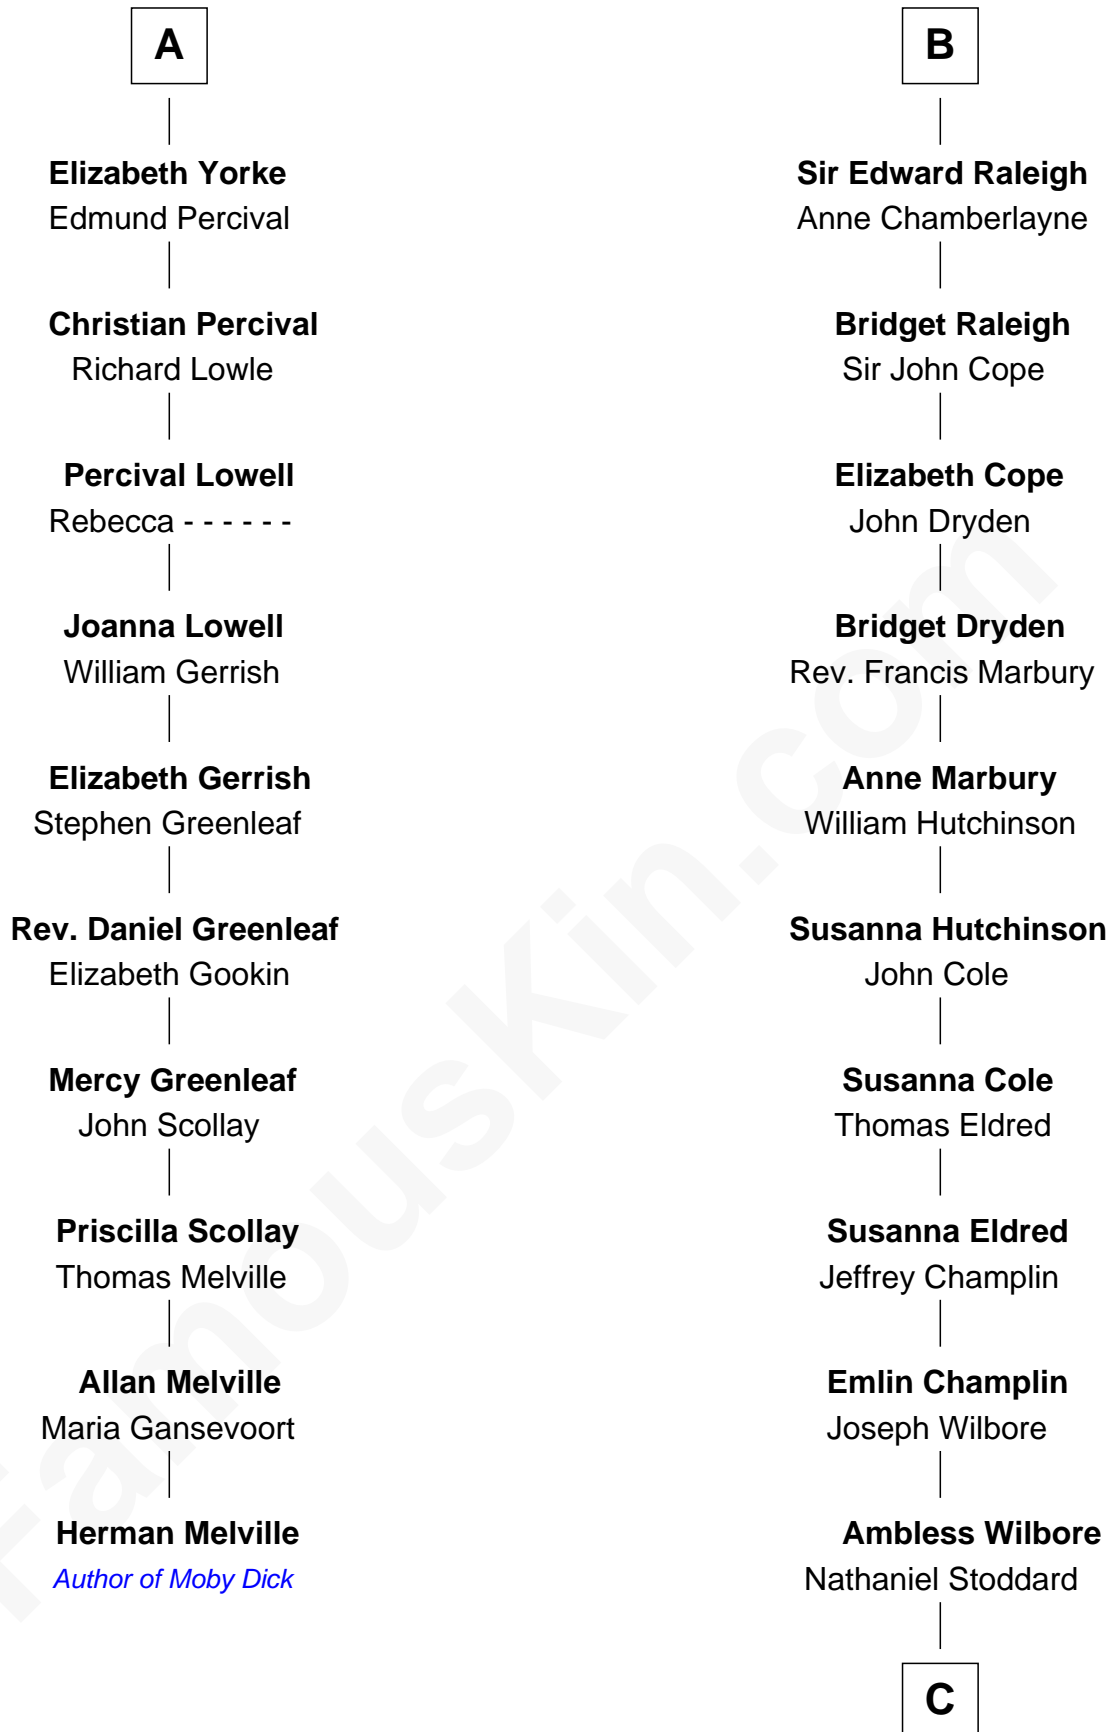 A
Elizabeth Yorke
Edmund Percival
Christian Percival
Richard Lowle
Percival Lowell
Rebecca - - - - - -
Joanna Lowell
William Gerrish
Elizabeth Gerrish
Stephen Greenleaf
Rev. Daniel Greenleaf
Elizabeth Gookin
Mercy Greenleaf
John Scollay
Priscilla Scollay
Thomas Melville
Allan Melville
Maria Gansevoort
Herman Melville
Author of Moby Dick
B
Sir Edward Raleigh
Anne Chamberlayne
Bridget Raleigh
Sir John Cope
Elizabeth Cope
John Dryden
Bridget Dryden
Rev. Francis Marbury
Anne Marbury
William Hutchinson
Susanna Hutchinson
John Cole
Susanna Cole
Thomas Eldred
Susanna Eldred
Jeffrey Champlin
Emlin Champlin
Joseph Wilbore
Ambless Wilbore
Nathaniel Stoddard
C
FamousKin.com